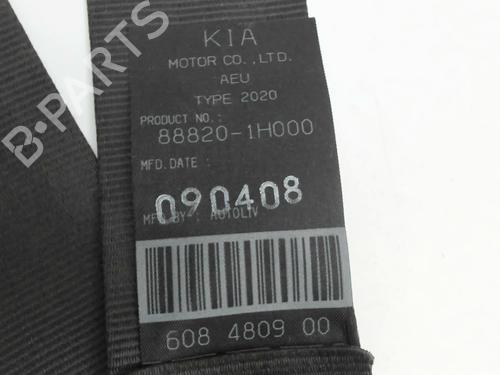 KIA
MOTOR CO.,LTD.
AEU
TYPE 2020
PRODUCT NO.:
88820-1H000
MFD.DATE :
090408
MFG.BY : AUTOLIV
608 4809 00
B-PARTS